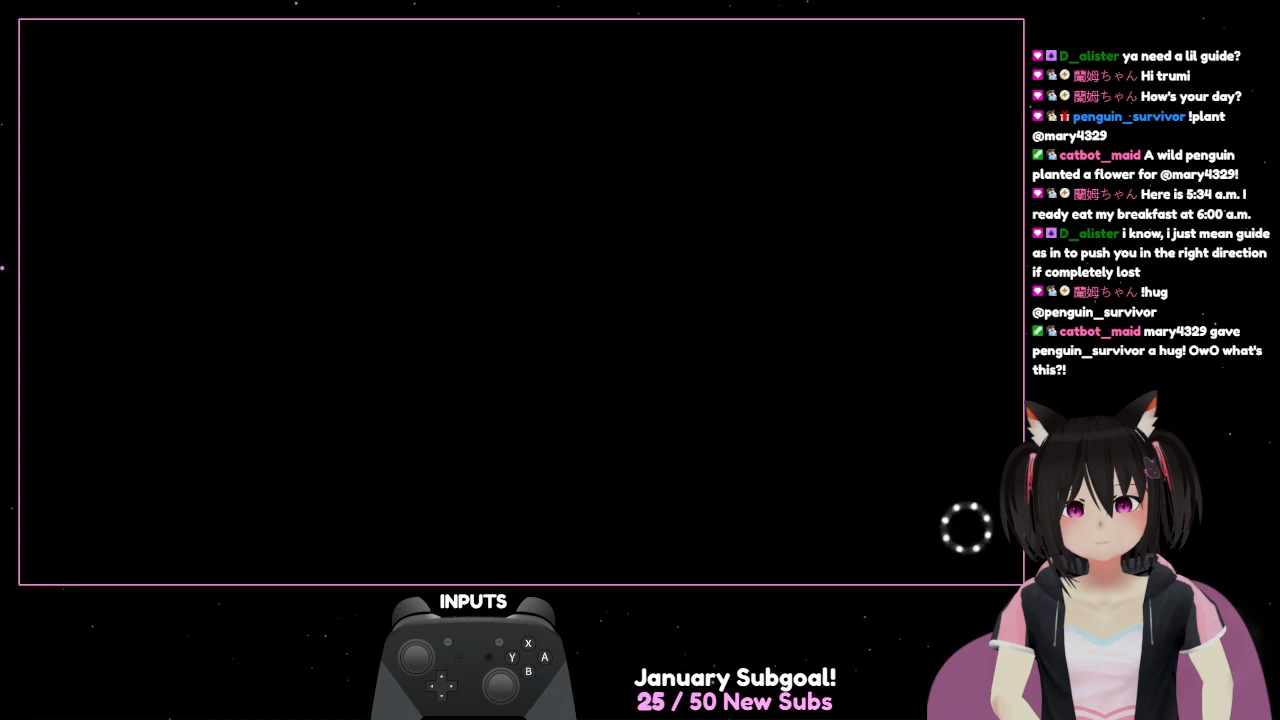 D__alister ya need a lil guide?
蘭姆ちゃん Hi trumi
蘭姆ちゃん How's your day?
penguin_survivor !plant
@mary4329
catbot_maid A wild penguin
planted a flower for @mary4329!
蘭姆ちゃん Here is 5:34 a.m. I
ready eat my breakfast at 6:00 a.m.
D__alister i know, i just mean guide
as in to push you in the right direction
if completely lost
蘭姆ちゃん !hug
@penguin_survivor
catbot_maid mary4329 gave
penguin_survivor a hug! OwO what's
this?!
INPUTS
X
Y A
B
January Subgoal!
25 / 50 New Subs